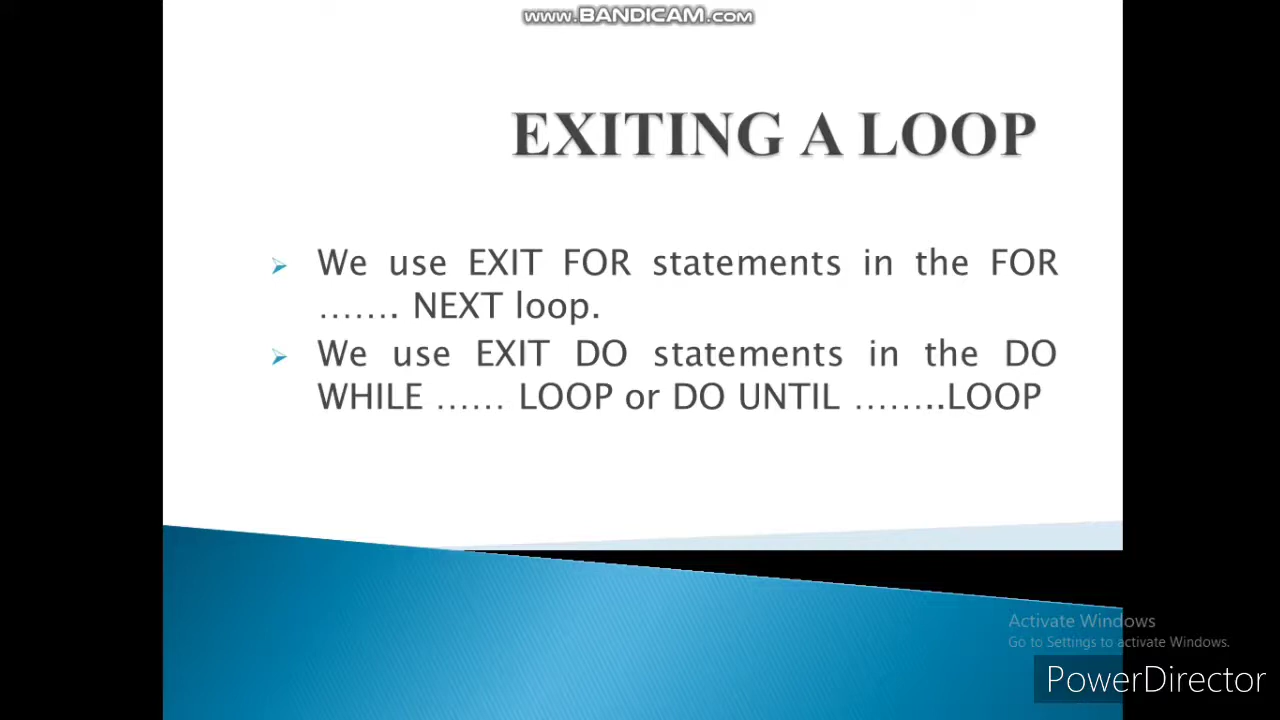 www.BANDICAM.com
EXITING A LOOP
We use EXIT FOR statements in the FOR
……. NEXT loop.
We use EXIT DO statements in the DO
WHILE …… LOOP or DO UNTIL ……..LOOP
Activate Windows
Go to Settings to activate Windows.
PowerDirector